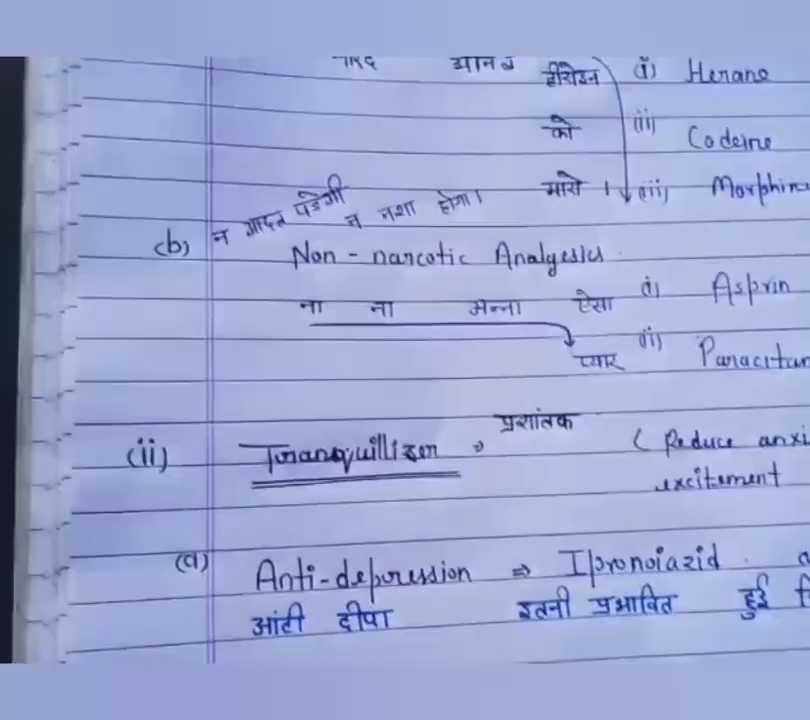 हीरोइन (i) Herane
को (ii) Codeine
मारो । (iii) Morphine
न आदत पडेगी न नशा होगा।
(b) Non-narcotic Analgesics.
ना ना अन्ना ऐसा (i) Asprin
प्यार (ii) Paracitam
(ii) Tranquillizer ⇒ प्रशांतक (Reduce anxi
excitement
(a) Anti-depression ⇒ Ipronoiazid.
आंटी दीपा इतनी प्रभावित हुई